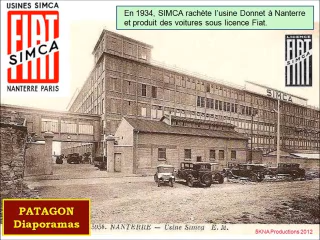 USINES SIMCA
FIAT
SIMCA
NANTERRE PARIS
En 1934, SIMCA rachète l'usine Donnet à Nanterre
et produit des voitures sous licence Fiat.
LICENCE
FIAT
SIMCA
PATAGON
Diaporamas
NANTERRE — Usine Simca E. M.
SKNA Productions 2012